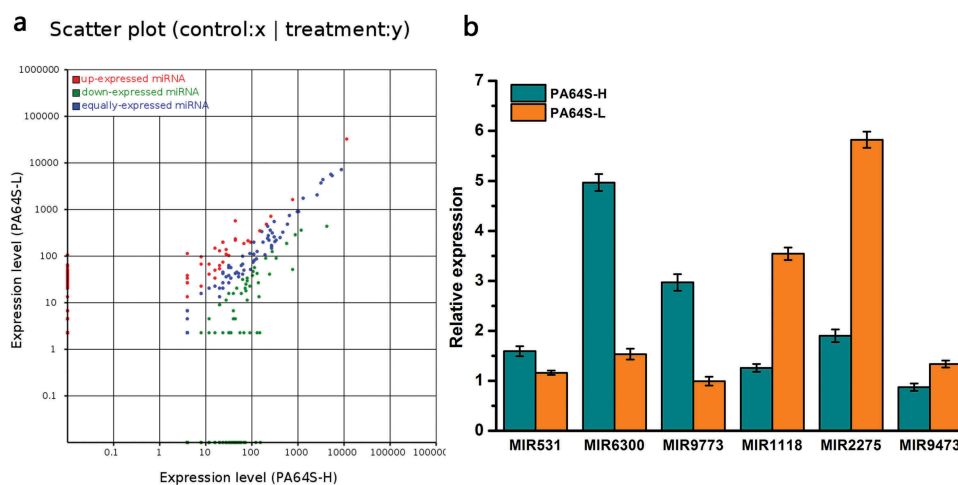 a
Scatter plot (control:x | treatment:y)
1000000
100000
10000
1000
100
10
1
0.1
up-expressed miRNA
down-expressed miRNA
equally-expressed miRNA
Expression level (PA64S-L)
0.1
1
10
100
1000
10000
100000
Expression level (PA64S-H)
b
7
6
5
4
3
2
1
0
PA64S-H
PA64S-L
Relative expression
MIR531
MIR6300
MIR9773
MIR1118
MIR2275
MIR9473